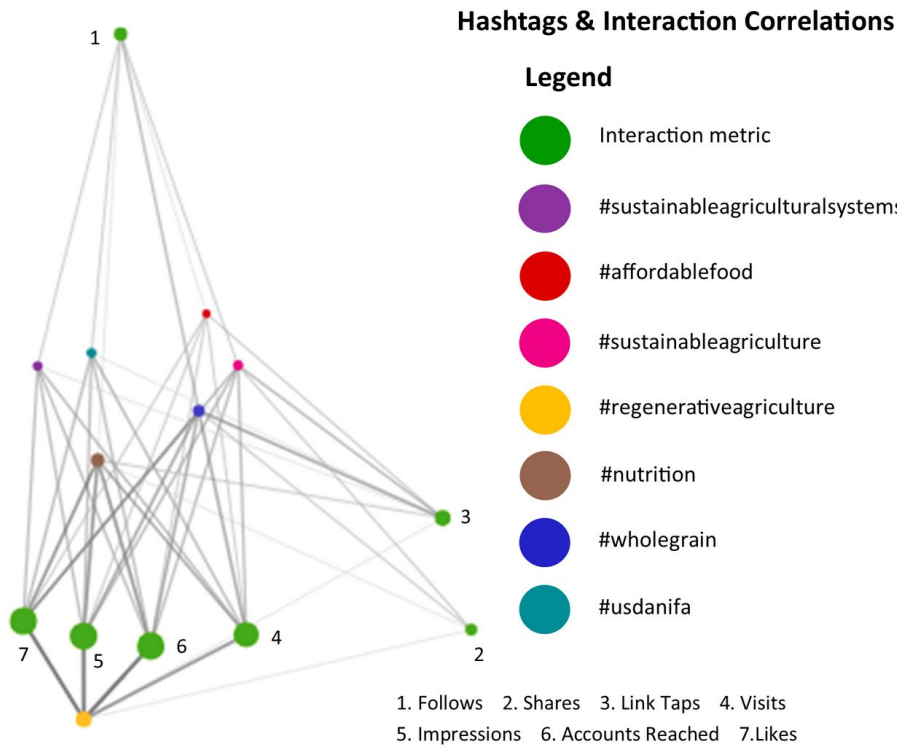 Hashtags & Interaction Correlations
Legend
Interaction metric
#sustainableagriculturalsystems
#affordablefood
#sustainableagriculture
#regenerativeagriculture
#nutrition
#wholegrain
#usdanifa
1
3
4
6
5
7
2
1. Follows 2. Shares 3. Link Taps 4. Visits
5. Impressions 6. Accounts Reached 7.Likes